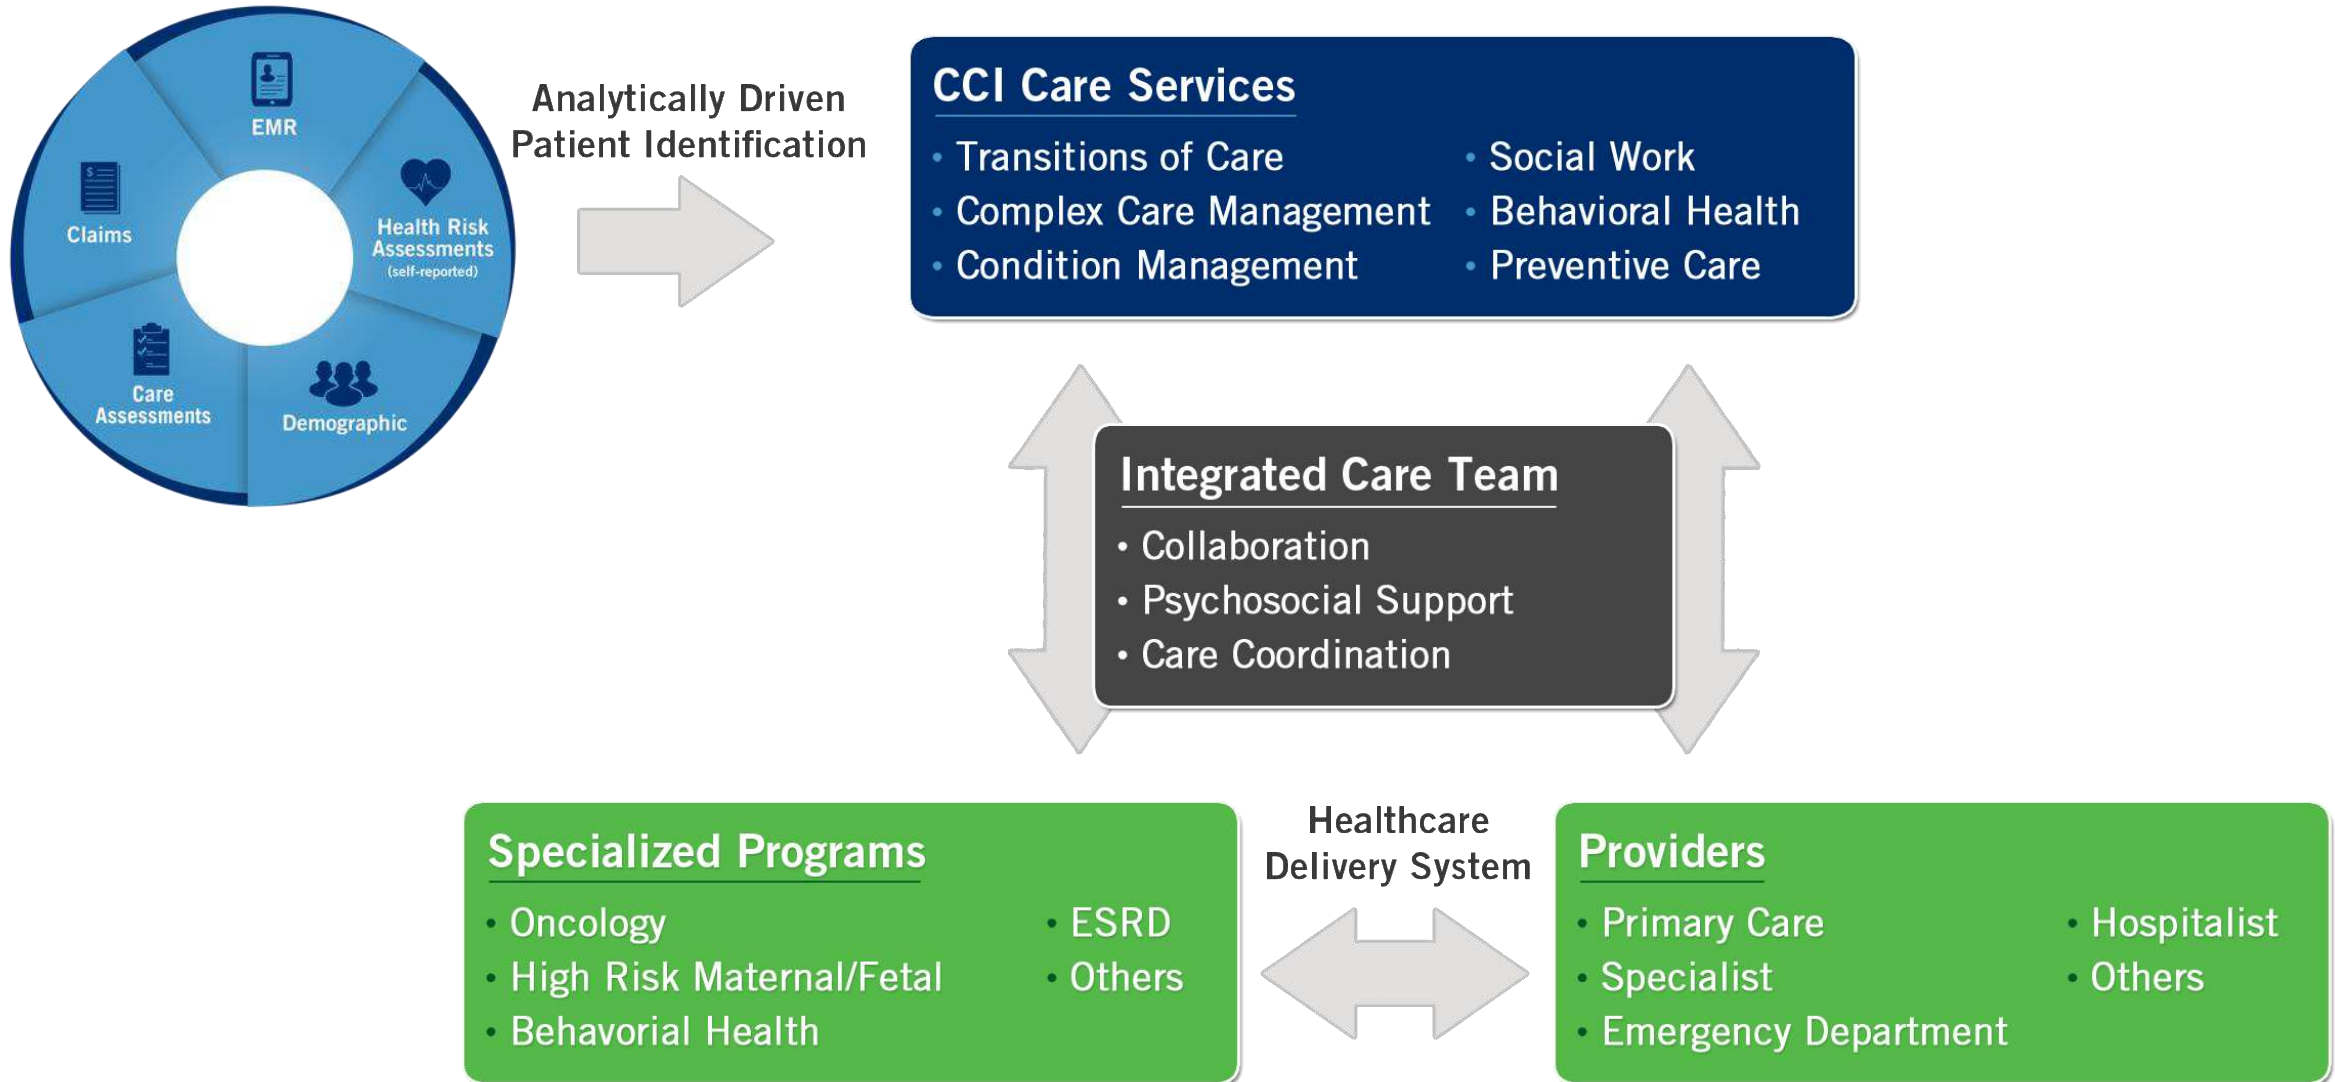 EMR
Claims
Health Risk
Assessments
(self-reported)
Care
Assessments
Demographic
Analytically Driven
Patient Identification
CCI Care Services
• Transitions of Care
• Complex Care Management
• Condition Management
• Social Work
• Behavioral Health
• Preventive Care
Integrated Care Team
• Collaboration
• Psychosocial Support
• Care Coordination
Specialized Programs
• Oncology
• High Risk Maternal/Fetal
• Behavorial Health
• ESRD
• Others
Healthcare
Delivery System
Providers
• Primary Care
• Specialist
• Emergency Department
• Hospitalist
• Others